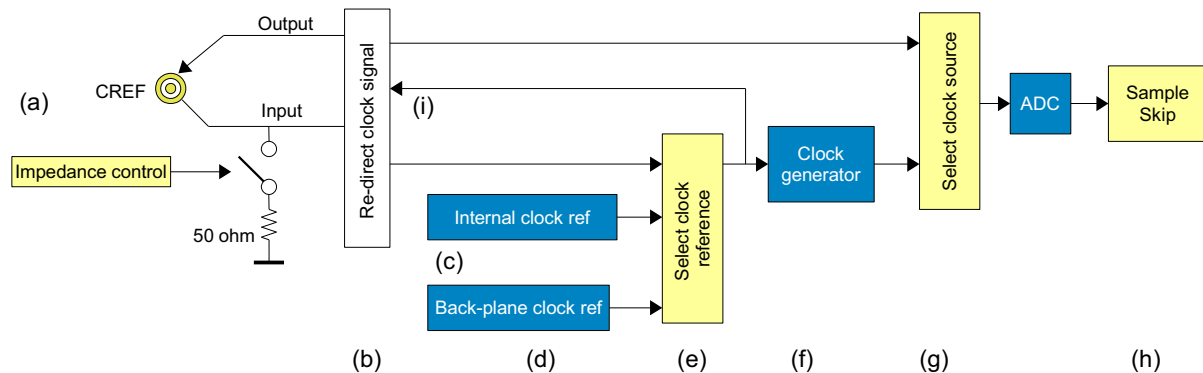 Output
(a)
CREF
Input
Impedance control
50 ohm
Re-direct clock signal
(i)
Internal clock ref
(c)
Back-plane clock ref
Select clock
reference
Clock
generator
Select clock source
ADC
Sample
Skip
(b)
(d)
(e)
(f)
(g)
(h)